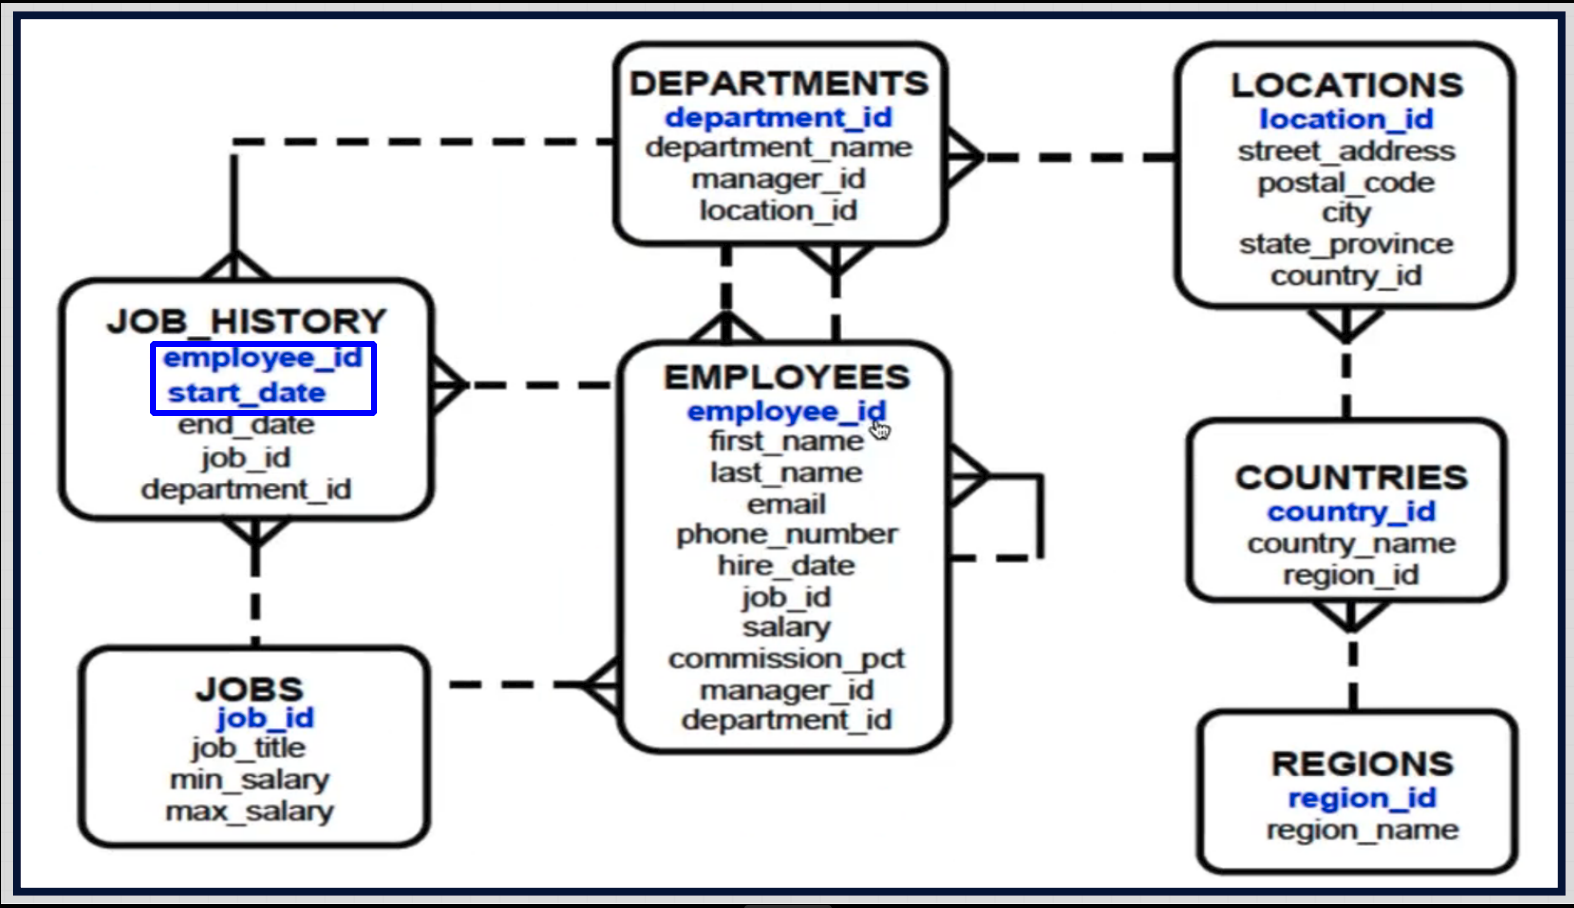 DEPARTMENTS
department_id
department_name
manager_id
location_id
LOCATIONS
location_id
street_address
postal_code
city
state_province
country_id
JOB_HISTORY
employee_id
start_date
end_date
job_id
department_id
EMPLOYEES
employee_id
first_name
last_name
email
phone_number
hire_date
job_id
salary
commission_pct
manager_id
department_id
COUNTRIES
country_id
country_name
region_id
JOBS
job_id
job_title
min_salary
max_salary
REGIONS
region_id
region_name